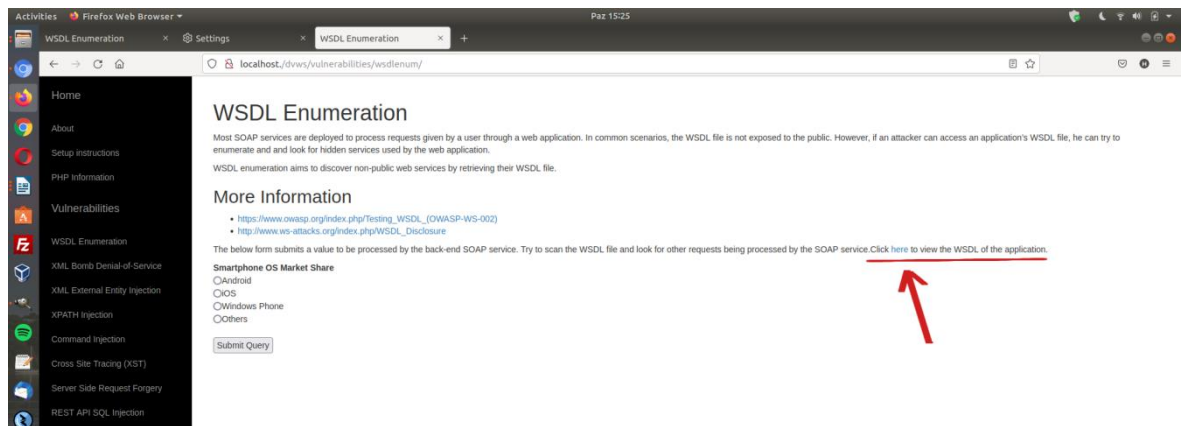 Activities Firefox Web Browser Paz 15:25
WSDL Enumeration × Settings × WSDL Enumeration × +
localhost./dvws/vulnerabilities/wsdlenum/
Home
About
Setup instructions
PHP Information
Vulnerabilities
WSDL Enumeration
XML Bomb Denial-of-Service
XML External Entity Injection
XPATH Injection
Command Injection
Cross Site Tracing (XST)
Server Side Request Forgery
REST API SQL Injection
WSDL Enumeration
Most SOAP services are deployed to process requests given by a user through a web application. In common scenarios, the WSDL file is not exposed to the public. However, if an attacker can access an application's WSDL file, he can try to
enumerate and and look for hidden services used by the web application.
WSDL enumeration aims to discover non-public web services by retrieving their WSDL file.
More Information
• https://www.owasp.org/index.php/Testing_WSDL_(OWASP-WS-002)
• http://www.ws-attacks.org/index.php/WSDL_Disclosure
The below form submits a value to be processed by the back-end SOAP service. Try to scan the WSDL file and look for other requests being processed by the SOAP service.Click here to view the WSDL of the application.
Smartphone OS Market Share
Android
iOS
Windows Phone
Others
Submit Query